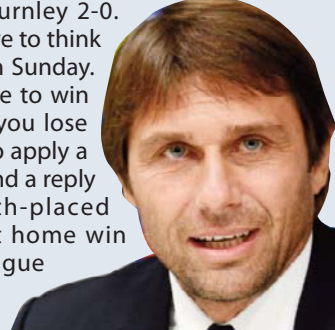 urnley 2-0.
e to think
n Sunday.
e to win
you lose
o apply a
nd a reply
th-placed
t home win
gue